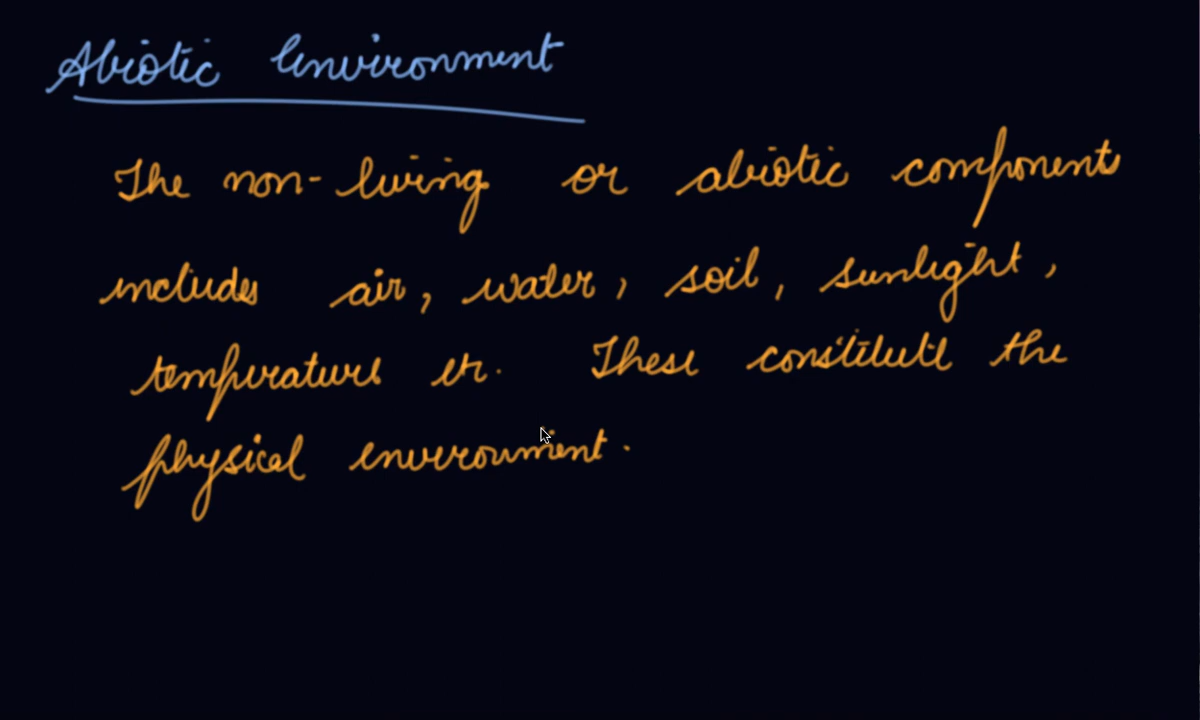 Abiotic Environment
The non-living or abiotic components
includes air, water, soil, sunlight,
temperature etc. These constitute the
physical environment.